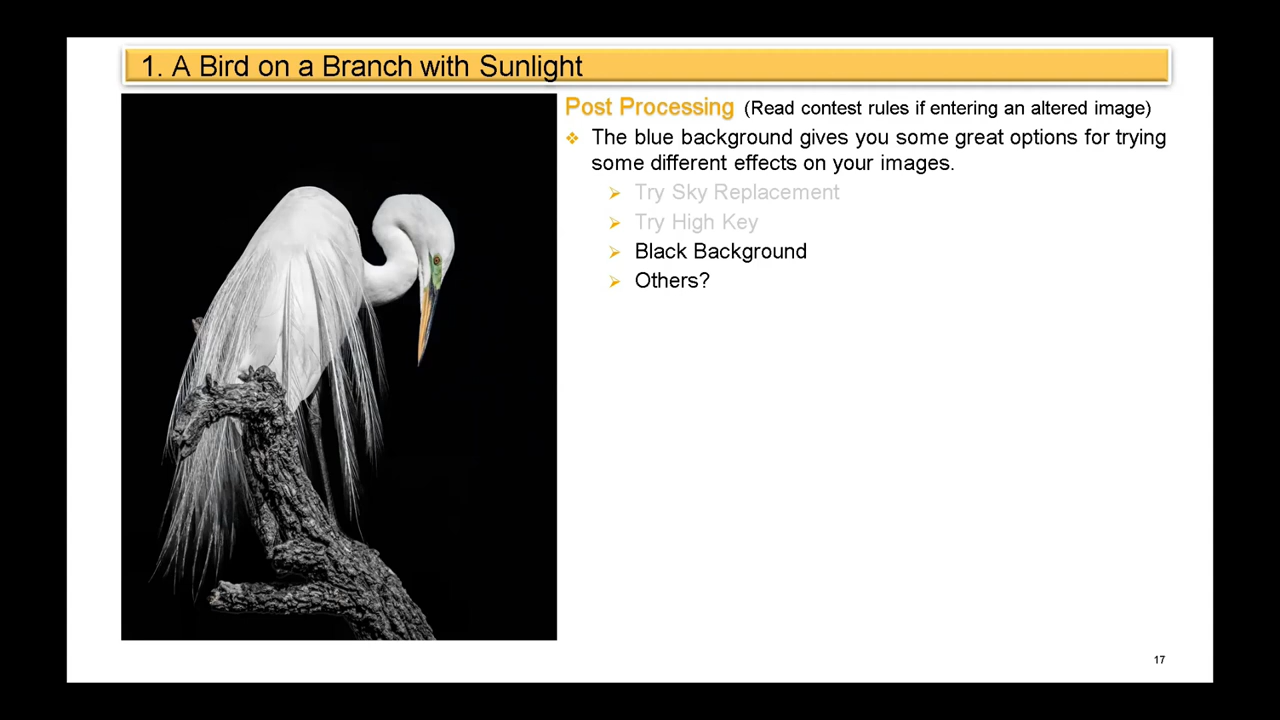 1. A Bird on a Branch with Sunlight
Post Processing (Read contest rules if entering an altered image)
❖ The blue background gives you some great options for trying
some different effects on your images.
➢ Try Sky Replacement
➢ Try High Key
➢ Black Background
➢ Others?
17